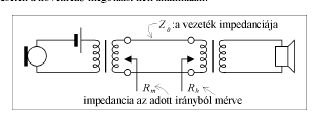 Z₀:a vezeték impedanciája
Rₘ
Rₕ
impedancia az adott irányból mérve